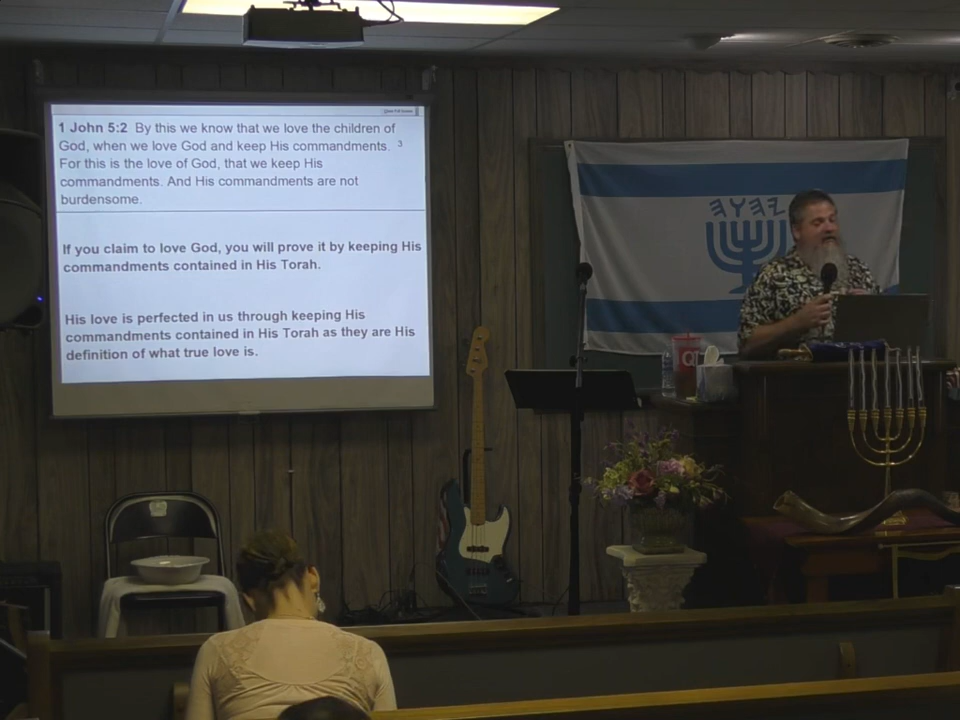 1 John 5:2 By this we know that we love the children of
God, when we love God and keep His commandments. 3
For this is the love of God, that we keep His
commandments. And His commandments are not
burdensome.
If you claim to love God, you will prove it by keeping His
commandments contained in His Torah.
His love is perfected in us through keeping His
commandments contained in His Torah as they are His
definition of what true love is.
QT